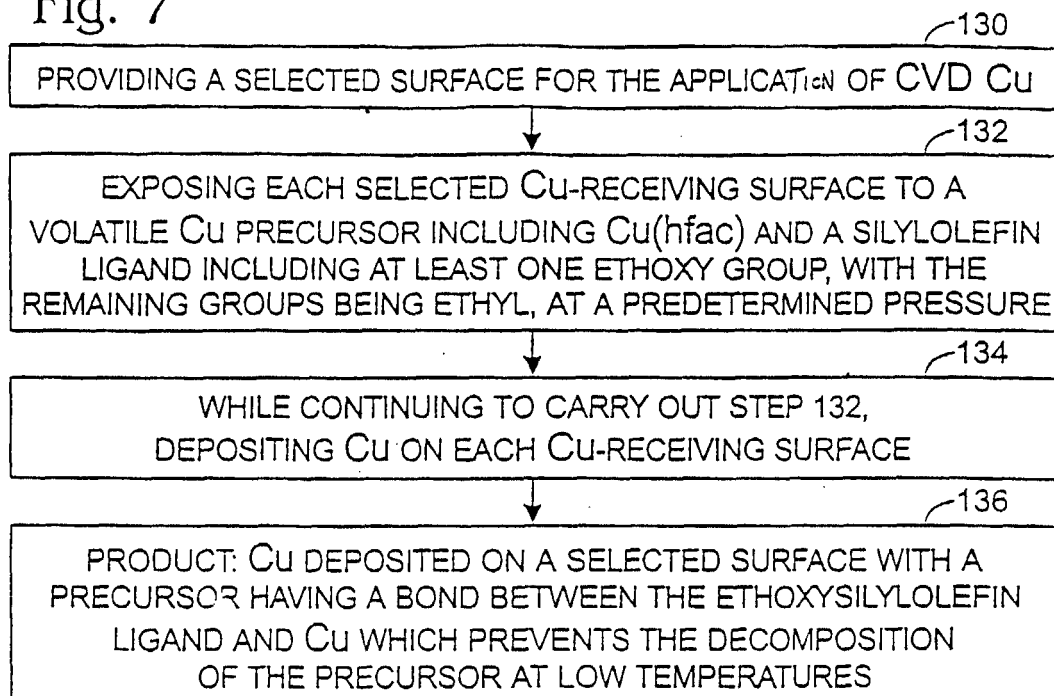 Fig. 7
130
PROVIDING A SELECTED SURFACE FOR THE APPLICATION OF CVD Cu
132
EXPOSING EACH SELECTED Cu-RECEIVING SURFACE TO A
VOLATILE Cu PRECURSOR INCLUDING Cu(hfac) AND A SILYLOLEFIN
LIGAND INCLUDING AT LEAST ONE ETHOXY GROUP, WITH THE
REMAINING GROUPS BEING ETHYL, AT A PREDETERMINED PRESSURE
134
WHILE CONTINUING TO CARRY OUT STEP 132,
DEPOSITING Cu ON EACH Cu-RECEIVING SURFACE
136
PRODUCT: Cu DEPOSITED ON A SELECTED SURFACE WITH A
PRECURSOR HAVING A BOND BETWEEN THE ETHOXYSILYLOLEFIN
LIGAND AND Cu WHICH PREVENTS THE DECOMPOSITION
OF THE PRECURSOR AT LOW TEMPERATURES